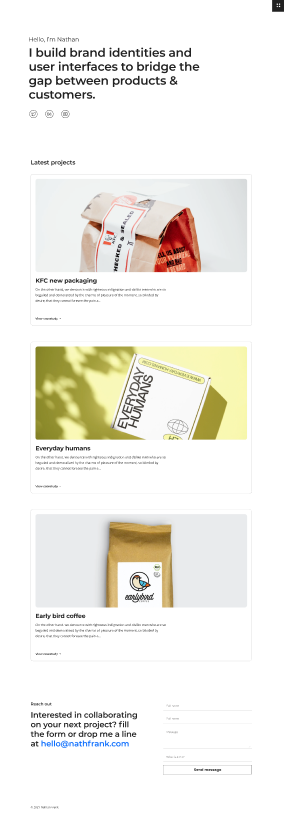 Hello, I'm Nathan
I build brand identities and
user interfaces to bridge the
gap between products &
customers.
Latest projects
CHECKED & SEALED
KFC new packaging
On the other hand, we denounce with righteous indignation and dislike men who are so
beguiled and demoralized by the charms of pleasure of the moment, so blinded by
desire, that they cannot foresee the pain a...
View casestudy
EVERYDAY
HUMANS
Everyday humans
On the other hand, we denounce with righteous indignation and dislike men who are so
beguiled and demoralized by the charms of pleasure of the moment, so blinded by
desire, that they cannot foresee the pain a...
View casestudy
earlybird
Early bird coffee
On the other hand, we denounce with righteous indignation and dislike men who are so
beguiled and demoralized by the charms of pleasure of the moment, so blinded by
desire, that they cannot foresee the pain a...
View casestudy
Reach out
Interested in collaborating
on your next project? fill
the form or drop me a line
at hello@nathfrank.com
Message
Send message